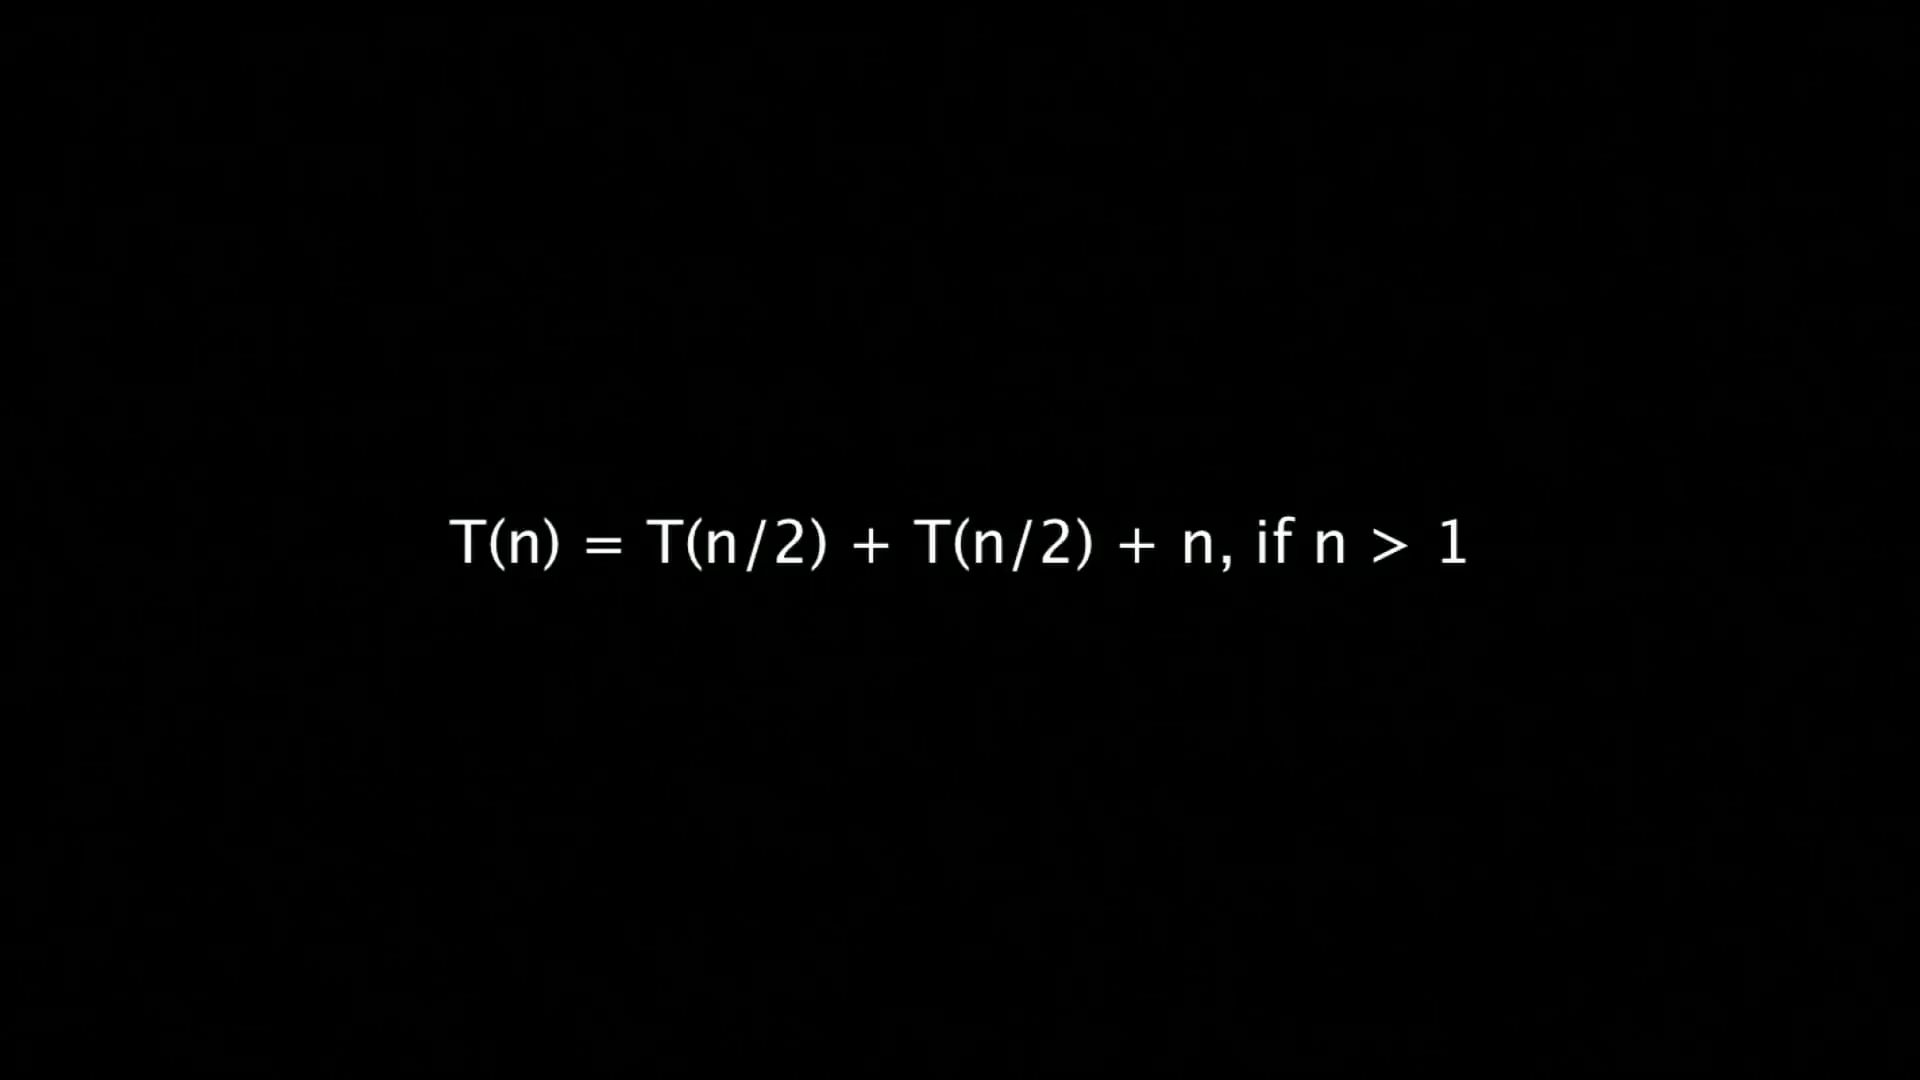 T(n) = T(n/2) + T(n/2) + n, if n > 1